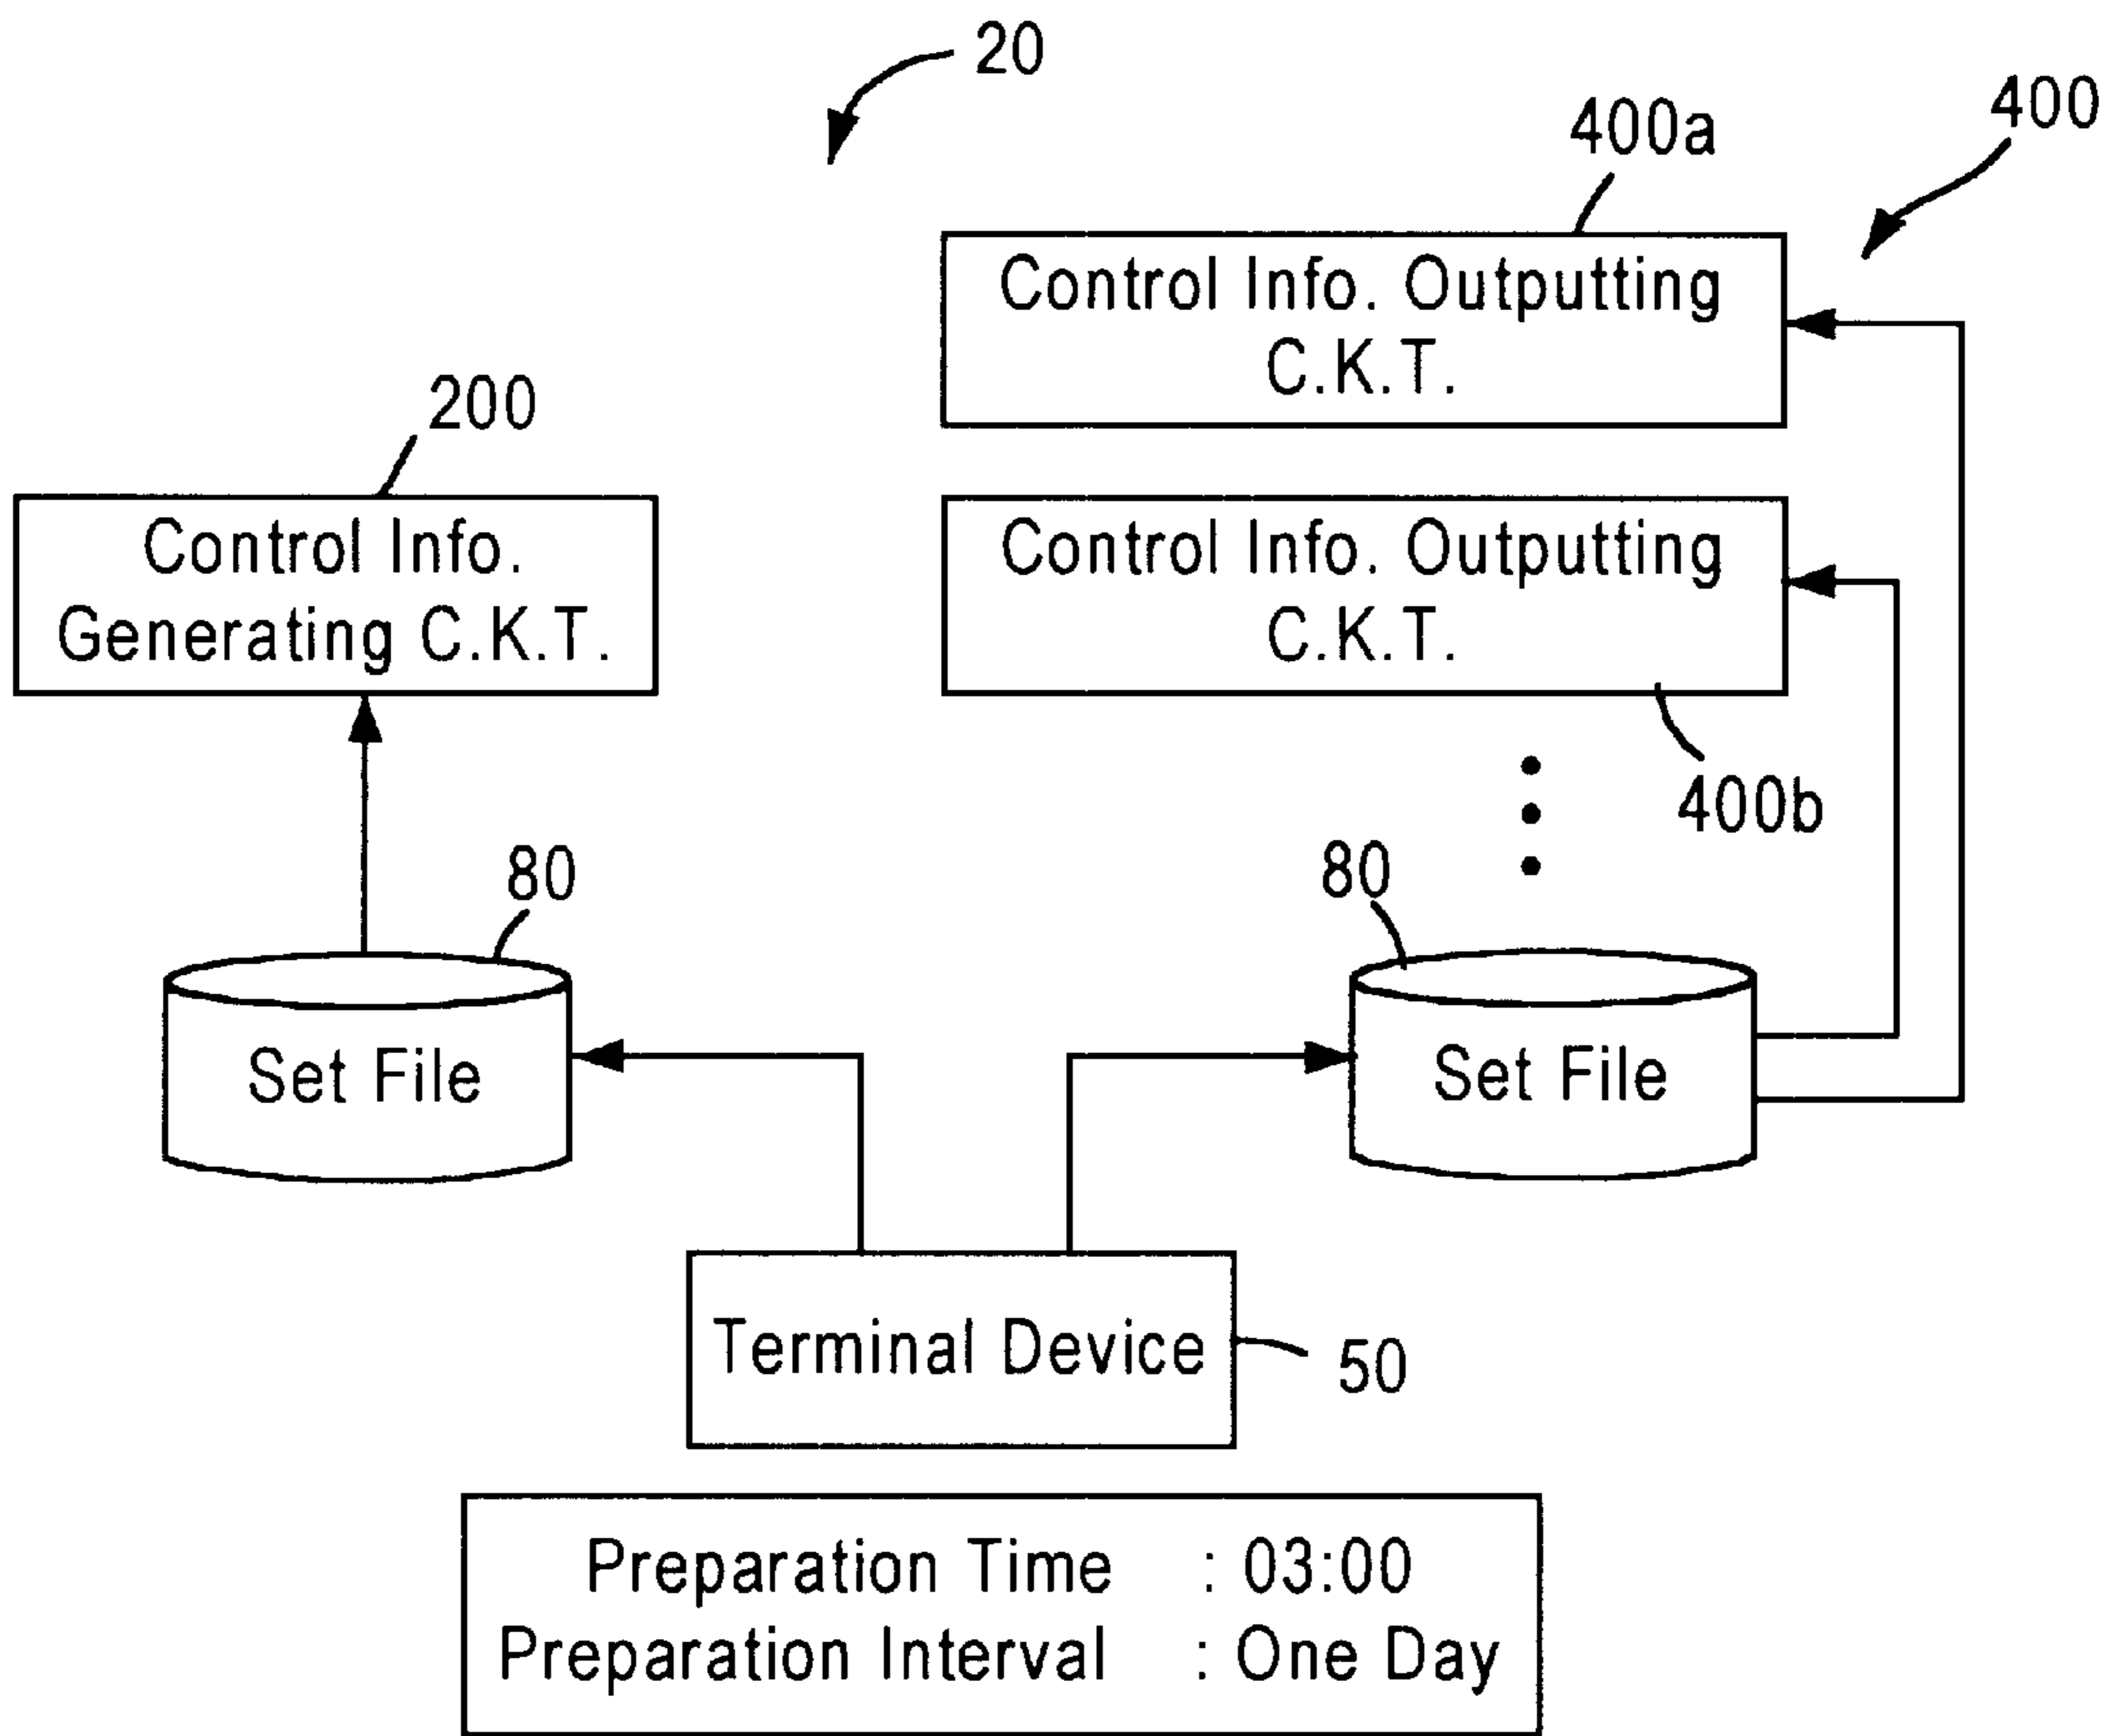 20
400
400a
Control Info. Outputting
C.K.T.
200
Control Info.
Generating C.K.T.
Control Info. Outputting
C.K.T.
400b
80
80
Set File
Set File
Terminal Device
50
Preparation Time : 03:00
Preparation Interval : One Day